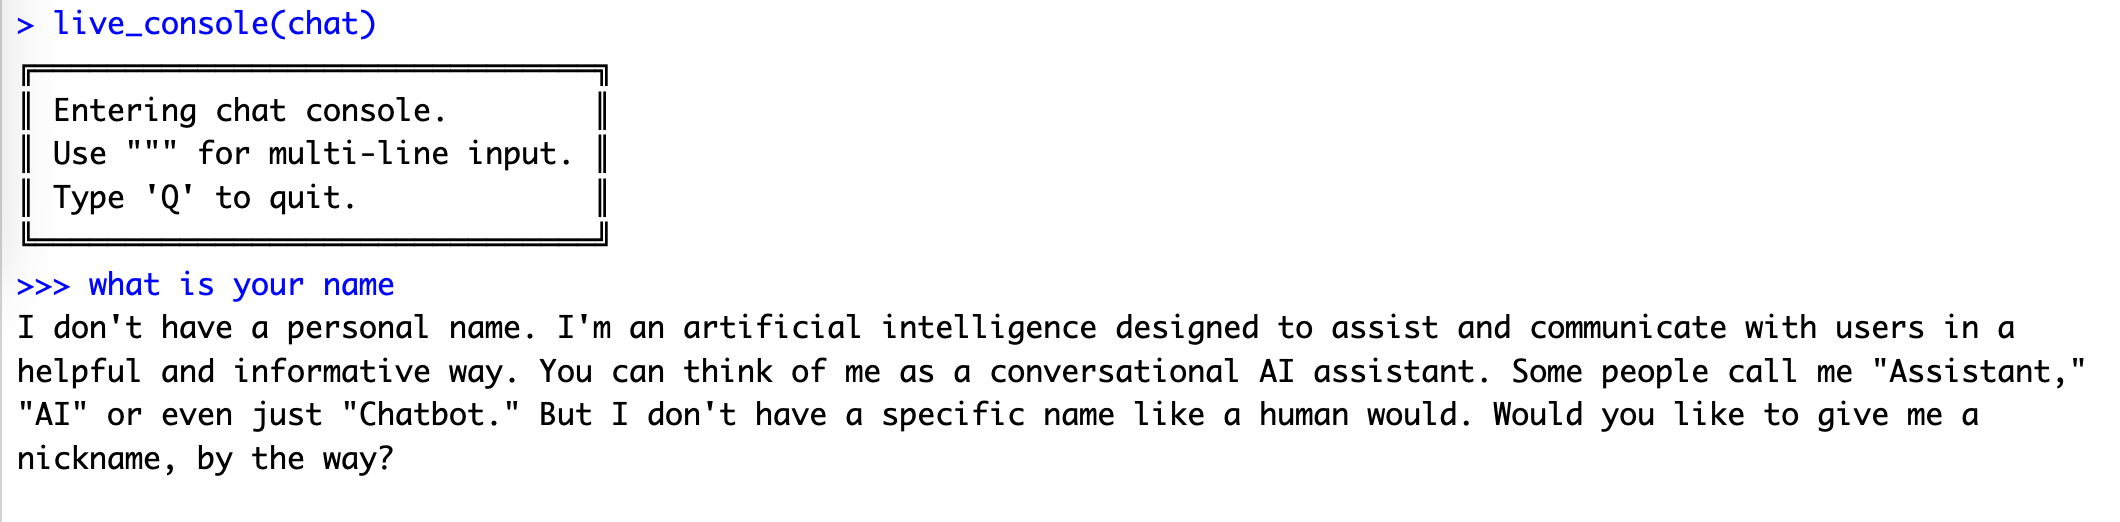 > live_console(chat)
Entering chat console.
Use """ for multi-line input.
Type 'Q' to quit.
>>> what is your name
I don't have a personal name. I'm an artificial intelligence designed to assist and communicate with users in a
helpful and informative way. You can think of me as a conversational AI assistant. Some people call me "Assistant,"
"AI" or even just "Chatbot." But I don't have a specific name like a human would. Would you like to give me a
nickname, by the way?